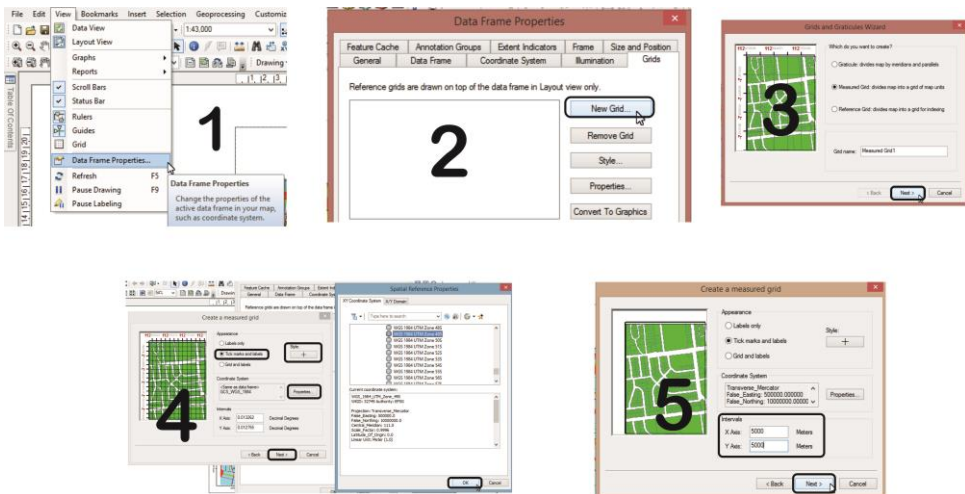 File Edit View Bookmarks Insert Selection Geoprocessing Customiz
Data View
Layout View
Graphs
Reports
Scroll Bars
Status Bar
Rulers
Guides
Grid
Data Frame Properties...
Refresh F5
Pause Drawing F9
Pause Labeling
1:43,000
Drawing
Table Of Contents
1
Data Frame Properties
Change the properties of the
active data frame in your map,
such as coordinate system.
Data Frame Properties
Feature Cache Annotation Groups Extent Indicators Frame Size and Position
General Data Frame Coordinate System Illumination Grids
Reference grids are drawn on top of the data frame in Layout view only.
2
New Grid...
Remove Grid
Style...
Properties...
Convert To Graphics
Grids and Graticules Wizard
3
Which do you want to create?
Graticule: divides map by meridians and parallels
Measured Grid: divides map into a grid of map units
Reference Grid: divides map into a grid for indexing
Grid name: Measured Grid1
< Back Next > Cancel
Create a measured grid
4
Appearance
Labels only
Tick marks and labels
Grid and labels
Style:
Coordinate System
Properties...
Intervals
X Axis: Decimal Degrees
Y Axis: Decimal Degrees
< Back Next > Cancel
Spatial Reference Properties
XY Coordinate System
Type here to search
Current coordinate system:
OK Cancel
Create a measured grid
5
Appearance
Labels only
Tick marks and labels
Grid and labels
Style:
Coordinate System
Transverse_Mercator
False_Easting: 500000.000000
False_Northing: 10000000.00000
Properties...
Intervals
X Axis: 5000 Meters
Y Axis: 5000 Meters
< Back Next > Cancel